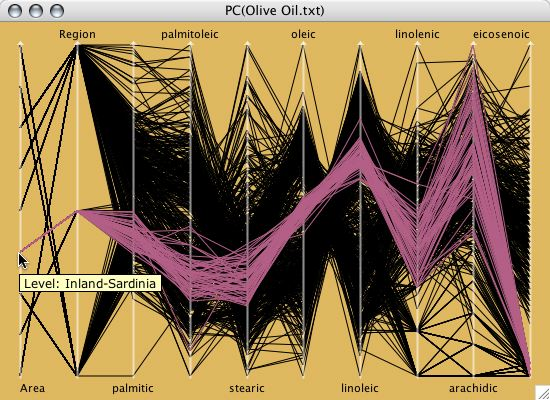 PC(Olive Oil.txt)
Region palmitoleic oleic linolenic eicosenoic
Level: Inland-Sardinia
Area palmitic stearic linoleic arachidic